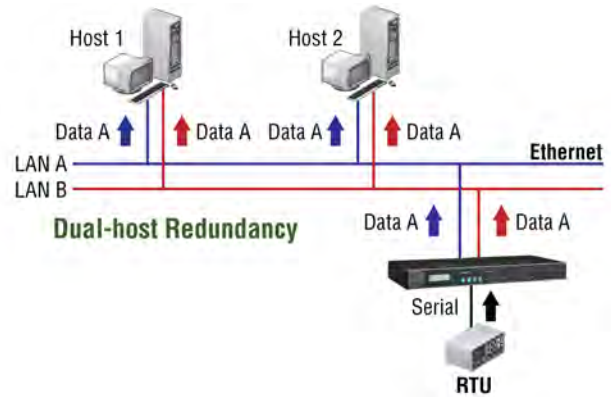 Host 1
Host 2
Data A
Data A
Data A
Data A
Ethernet
LAN A
LAN B
Dual-host Redundancy
Data A
Data A
Serial
RTU